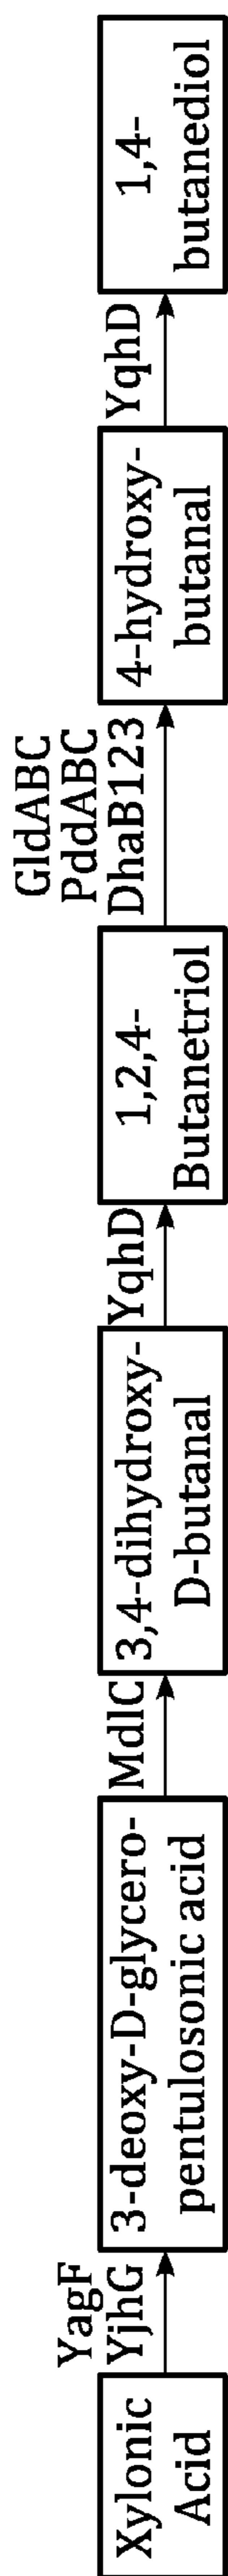 Xylonic
Acid
YagF
YjhG
3-deoxy-D-glycero-
pentulosonic acid
MdlC
3,4-dihydroxy-
D-butanal
YqhD
1,2,4-
Butanetriol
GldABC
PddABC
DhaB123
4-hydroxy-
butanal
YqhD
1,4-
butanediol